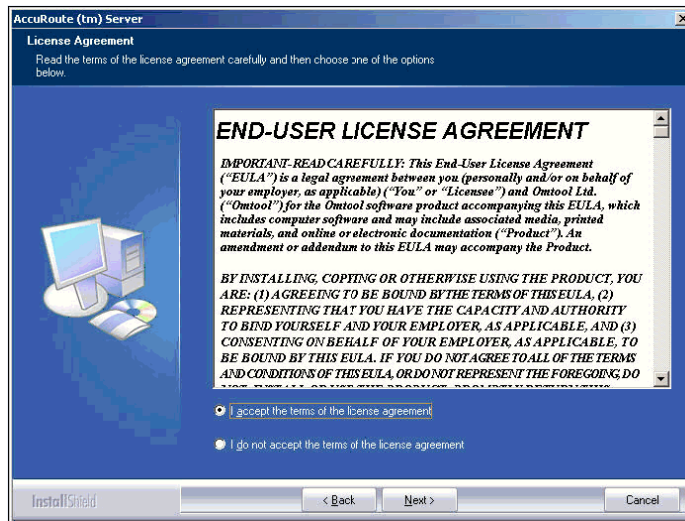 AccuRoute (tm) Server
License Agreement
Read the terms of the license agreement carefully and then choose one of the options
below.
END-USER LICENSE AGREEMENT
IMPORTANT-READ CAREFULLY: This End-User License Agreement
("EULA") is a legal agreement between you (personally and/or on behalf of
your employer, as applicable) ("You" or "Licensee") and Omtool Ltd.
("Omtool") for the Omtool software product accompanying this EULA, which
includes computer software and may include associated media, printed
materials, and online or electronic documentation ("Product"). An
amendment or addendum to this EULA may accompany the Product.
BY INSTALLING, COPYING OR OTHERWISE USING THE PRODUCT, YOU
ARE: (1) AGREEING TO BE BOUND BY THE TERMS OF THIS EULA, (2)
REPRESENTING THAT YOU HAVE THE CAPACITY AND AUTHORITY
TO BIND YOURSELF AND YOUR EMPLOYER, AS APPLICABLE, AND (3)
CONSENTING ON BEHALF OF YOUR EMPLOYER, AS APPLICABLE, TO
BE BOUND BY THIS EULA. IF YOU DO NOT AGREE TO ALL OF THE TERMS
AND CONDITIONS OF THIS EULA, OR DO NOT REPRESENT THE FOREGOING, DO
NOT INSTALL OR USE THE PRODUCT, PROMPTLY RETURN THIS
I accept the terms of the license agreement
I do not accept the terms of the license agreement
InstallShield
< Back
Next >
Cancel